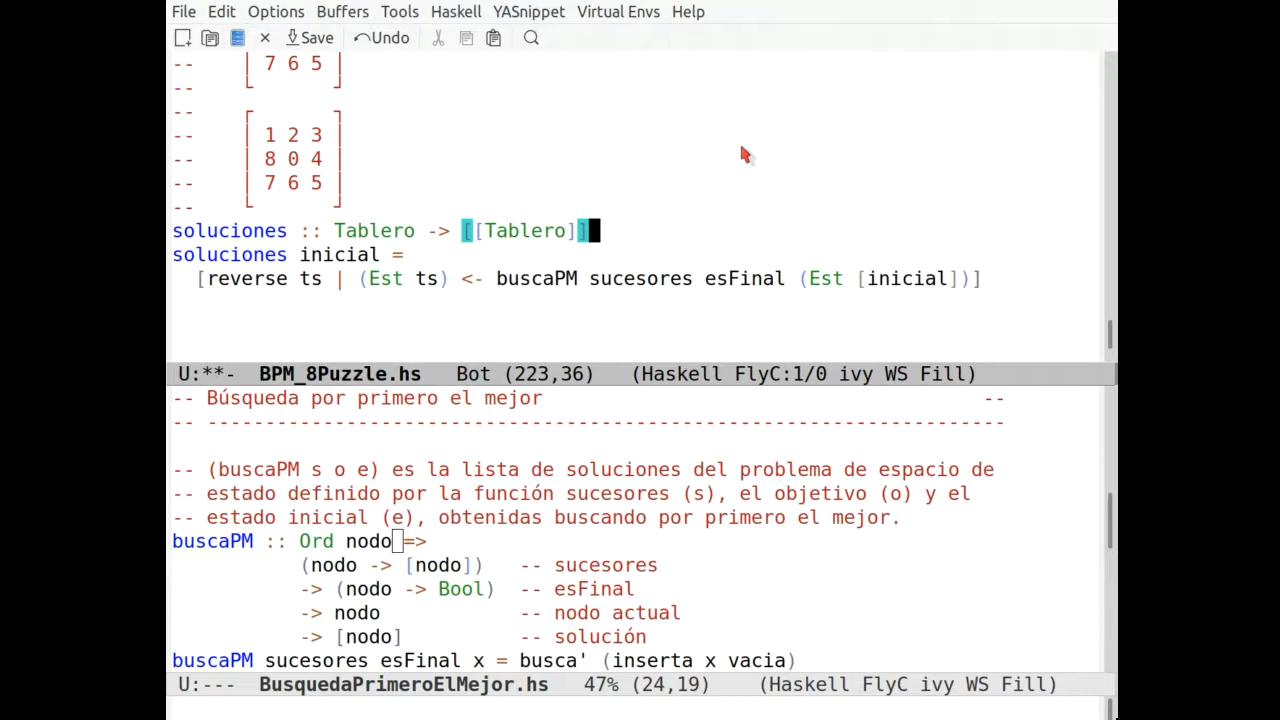 File Edit Options Buffers Tools Haskell YASnippet Virtual Envs Help
Save Undo
-- │ 7 6 5 │
-- └ ┘
-- ┌ ┐
-- │ 1 2 3 │
-- │ 8 0 4 │
-- │ 7 6 5 │
-- └ ┘
soluciones :: Tablero -> [[Tablero]]
soluciones inicial =
[reverse ts | (Est ts) <- buscaPM sucesores esFinal (Est [inicial])]
U:**- BPM_8Puzzle.hs Bot (223,36) (Haskell FlyC:1/0 ivy WS Fill)
-- Búsqueda por primero el mejor --
-- ---------------------------------------------------------------------
-- (buscaPM s o e) es la lista de soluciones del problema de espacio de
-- estado definido por la función sucesores (s), el objetivo (o) y el
-- estado inicial (e), obtenidas buscando por primero el mejor.
buscaPM :: Ord nodo =>
(nodo -> [nodo]) -- sucesores
-> (nodo -> Bool) -- esFinal
-> nodo -- nodo actual
-> [nodo] -- solución
buscaPM sucesores esFinal x = busca' (inserta x vacia)
U:--- BusquedaPrimeroElMejor.hs 47% (24,19) (Haskell FlyC ivy WS Fill)